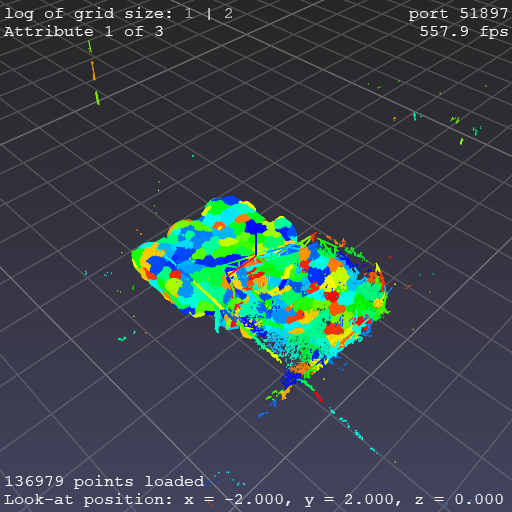 log of grid size: 1 | 2
port 51897
Attribute 1 of 3
557.9 fps
136979 points loaded
Look-at position: x = -2.000, y = 2.000, z = 0.000